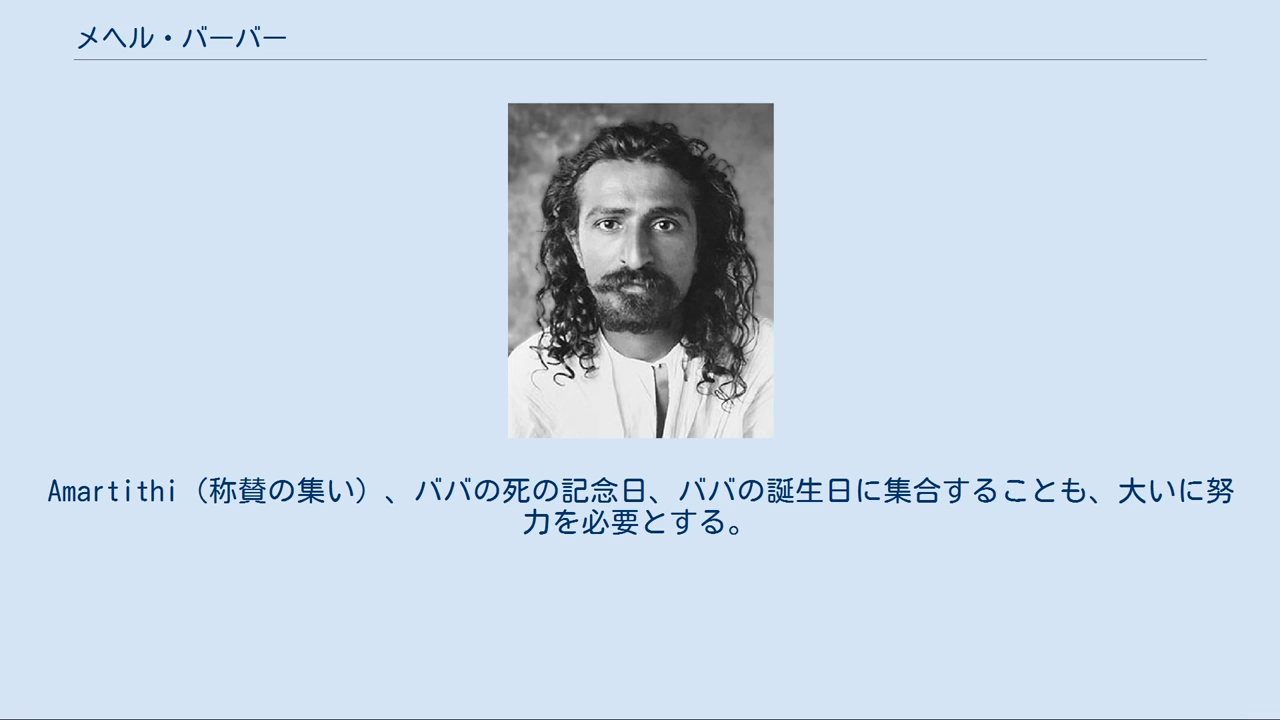 メヘル・バーバー
Amartithi（称賛の集い）、ババの死の記念日、ババの誕生日に集合することも、大いに努
力を必要とする。